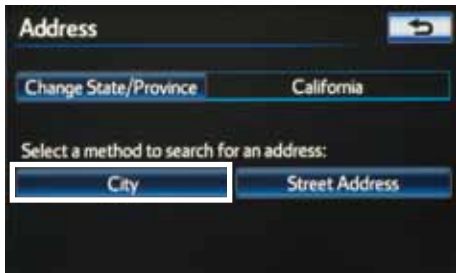 Address
Change State/Province California
Select a method to search for an address:
City Street Address